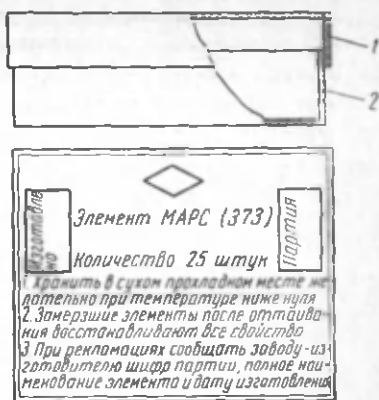 1
2
Изготовле
но
Элемент МАРС (373)
Партия
Количество 25 штук
1. Хранить в сухом прохладном месте же
лательно при температуре ниже нуля
2. Замерзшие элементы после оттаива-
ния восстанавливают все свойства
3 При рекламациях сообщать заводу-из-
готовителю шифр партии, полное наи-
менование элемента и дату изготовления